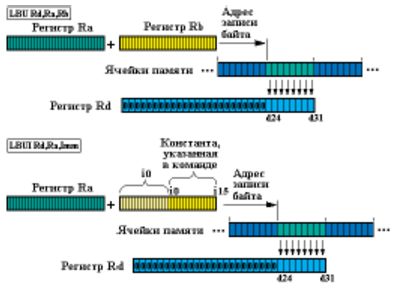 LBU Rd,Ra,Rb
Регистр Ra
+
Регистр Rb
Адрес
записи
байта
Ячейки памяти
...
...
Регистр Rd
d24
d31
LBUI Rd,Ra,Imm
Константа,
указанная
в команде
i0
Регистр Ra
+
i0
i15
Адрес
записи
байта
Ячейки памяти
...
...
Регистр Rd
d24
d31